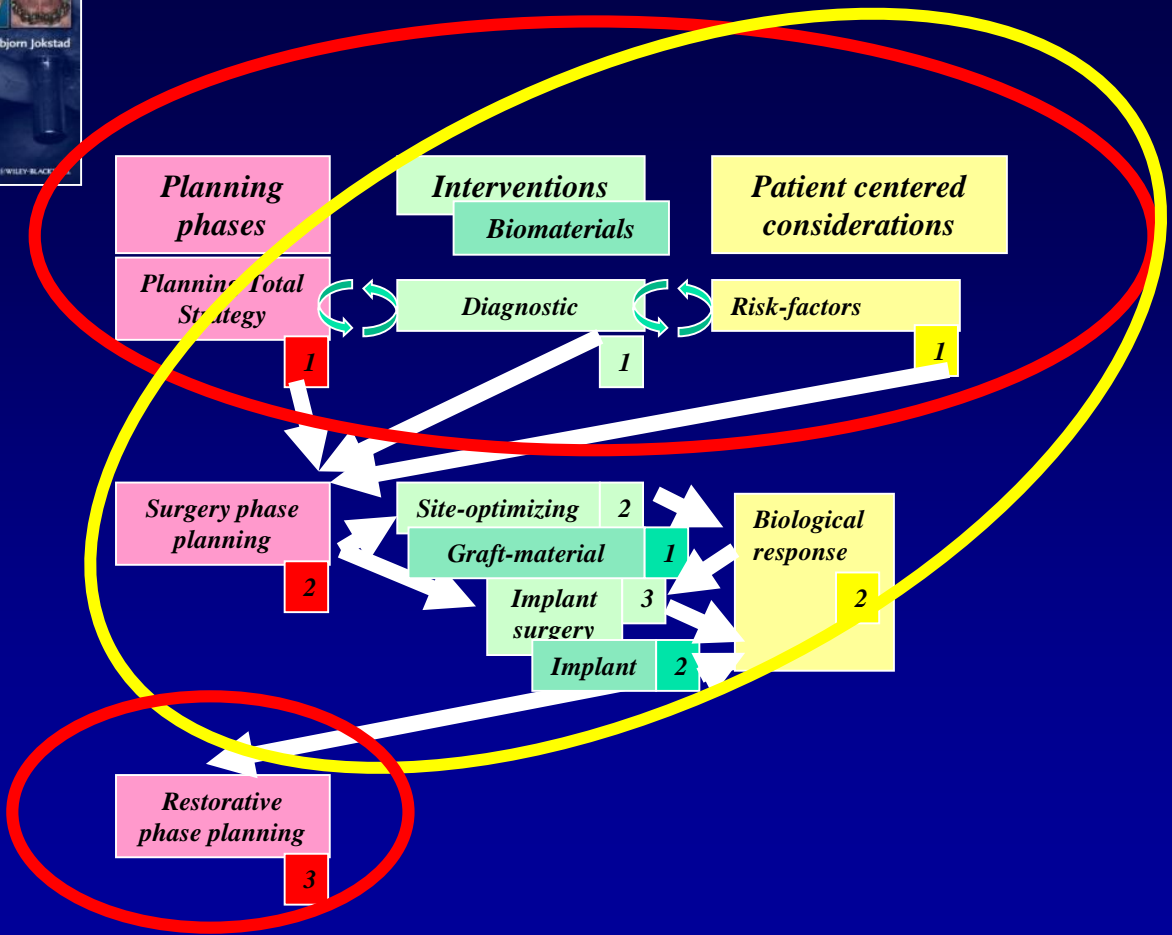 bjorn Jokstad
Planning
phases
Interventions
Biomaterials
Patient centered
considerations
Planning Total
Strategy
1
Diagnostic
1
Risk-factors
1
Surgery phase
planning
2
Site-optimizing 2
Graft-material 1
Implant 3
surgery
Implant 2
Biological
response
2
Restorative
phase planning
3